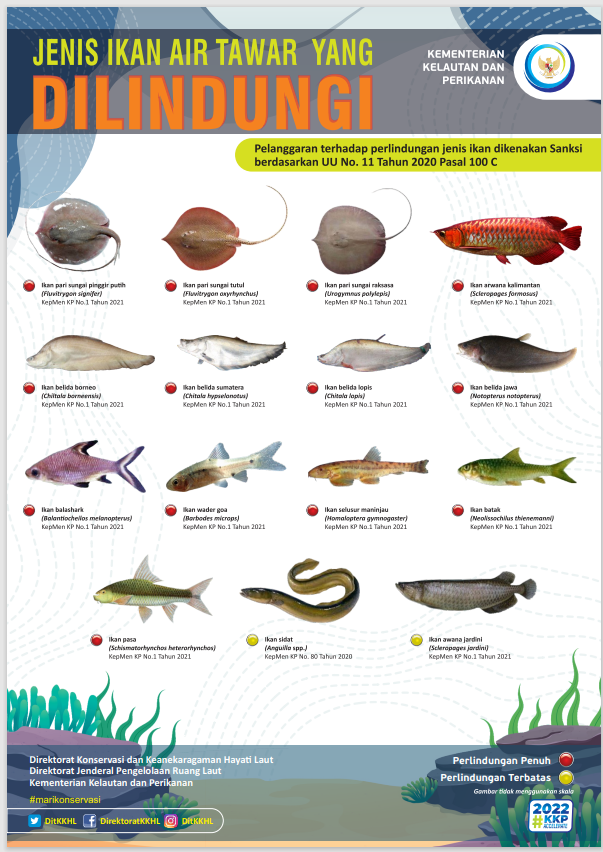 JENIS IKAN AIR TAWAR YANG
DILINDUNGI
KEMENTERIAN
KELAUTAN DAN
PERIKANAN
Pelanggaran terhadap perlindungan jenis ikan dikenakan Sanksi
berdasarkan UU No. 11 Tahun 2020 Pasal 100 C
Ikan pari sungai pinggir putih
(Fluvitrygon signifer)
KepMen KP No.1 Tahun 2021
Ikan pari sungai tutul
(Fluvitrygon oxyrhynchus)
KepMen KP No.1 Tahun 2021
Ikan pari sungai raksasa
(Urogymnus polylepis)
KepMen KP No.1 Tahun 2021
Ikan arwana kalimantan
(Scleropages formosus)
KepMen KP No.1 Tahun 2021
Ikan belida borneo
(Chiltala borneensis)
KepMen KP No.1 Tahun 2021
Ikan belida sumatera
(Chitala hypselonotus)
KepMen KP No.1 Tahun 2021
Ikan belida lopis
(Chitala lopis)
KepMen KP No.1 Tahun 2021
Ikan belida jawa
(Notopterus notopterus)
KepMen KP No.1 Tahun 2021
Ikan balashark
(Balantiocheilos melanopterus)
KepMen KP No.1 Tahun 2021
Ikan wader goa
(Barbodes microps)
KepMen KP No.1 Tahun 2021
Ikan selusur maninjau
(Homaloptera gymnogaster)
KepMen KP No.1 Tahun 2021
Ikan batak
(Neolissochilus thienemanni)
KepMen KP No.1 Tahun 2021
Ikan pasa
(Schismatorhynchos heterorhynchos)
KepMen KP No.1 Tahun 2021
Ikan sidat
(Anguilla spp.)
KepMen KP No. 80 Tahun 2020
Ikan awana jardini
(Scleropages jardini)
KepMen KP No.1 Tahun 2021
Direktorat Konservasi dan Keanekaragaman Hayati Laut
Direktorat Jenderal Pengelolaan Ruang Laut
Kementerian Kelautan dan Perikanan
#marikonservasi
DitKKHL DirektoratKKHL DitKKHL
Perlindungan Penuh
Perlindungan Terbatas
Gambar tidak menggunakan skala
2022
#KKP
ACCELERATE